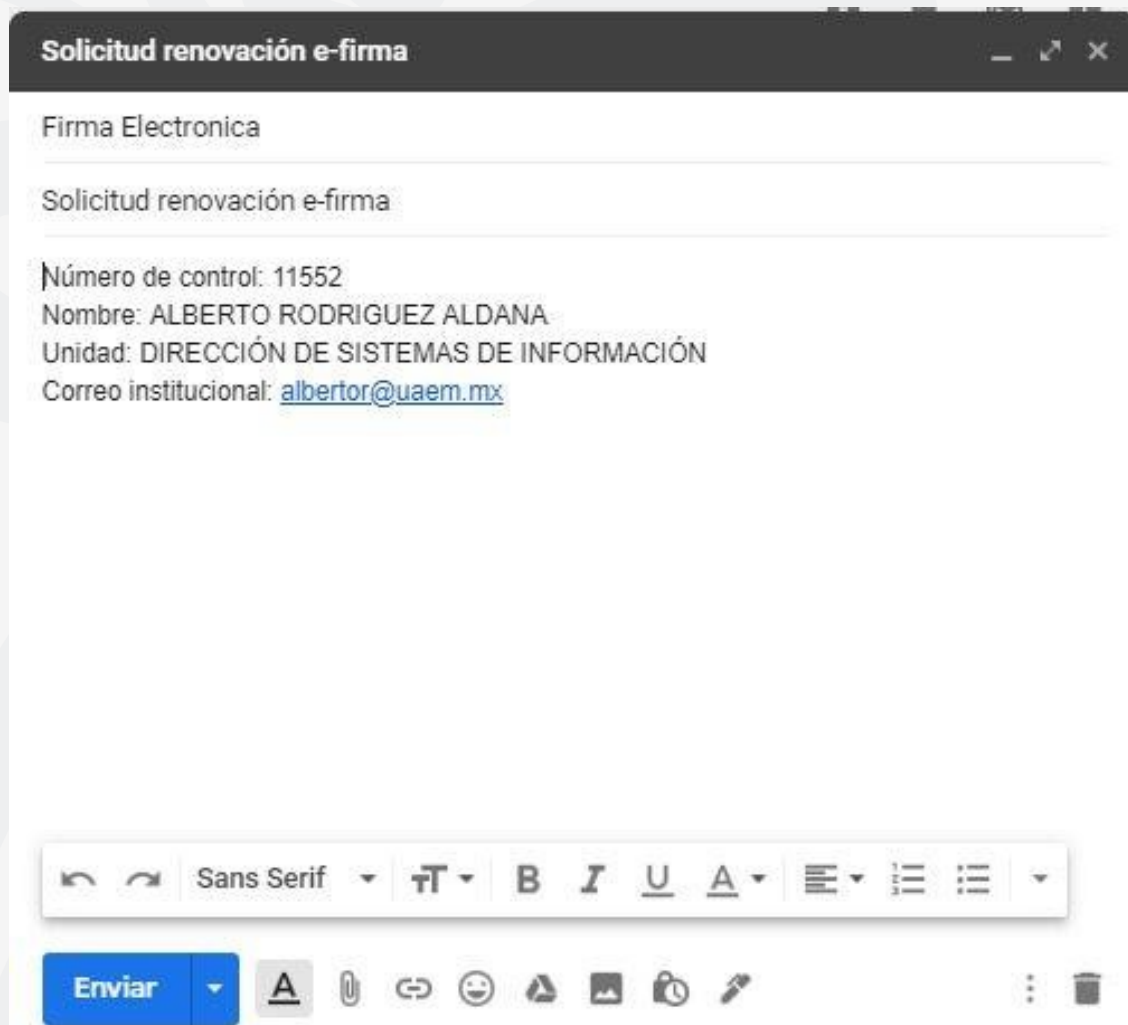 Solicitud renovación e-firma
Firma Electronica
Solicitud renovación e-firma
Número de control: 11552
Nombre: ALBERTO RODRIGUEZ ALDANA
Unidad: DIRECCIÓN DE SISTEMAS DE INFORMACIÓN
Correo institucional: albertor@uaem.mx
Sans Serif
Enviar